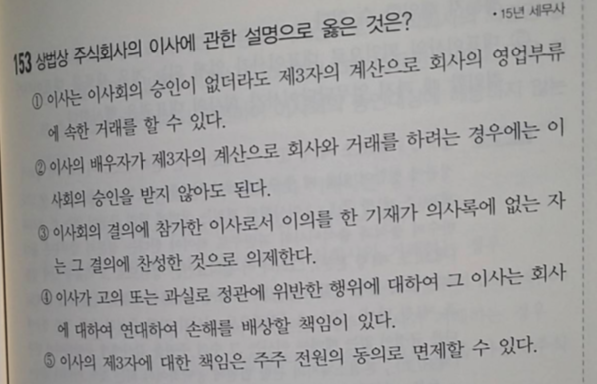 • 15년 세무사
153 상법상 주식회사의 이사에 관한 설명으로 옳은 것은?
① 이사는 이사회의 승인이 없더라도 제3자의 계산으로 회사의 영업부류
에 속한 거래를 할 수 있다.
② 이사의 배우자가 제3자의 계산으로 회사와 거래를 하려는 경우에는 이
사회의 승인을 받지 않아도 된다.
③ 이사회의 결의에 참가한 이사로서 이의를 한 기재가 의사록에 없는 자
는 그 결의에 찬성한 것으로 의제한다.
④ 이사가 고의 또는 과실로 정관에 위반한 행위에 대하여 그 이사는 회사
에 대하여 연대하여 손해를 배상할 책임이 있다.
⑤ 이사의 제3자에 대한 책임은 주주 전원의 동의로 면제할 수 있다.